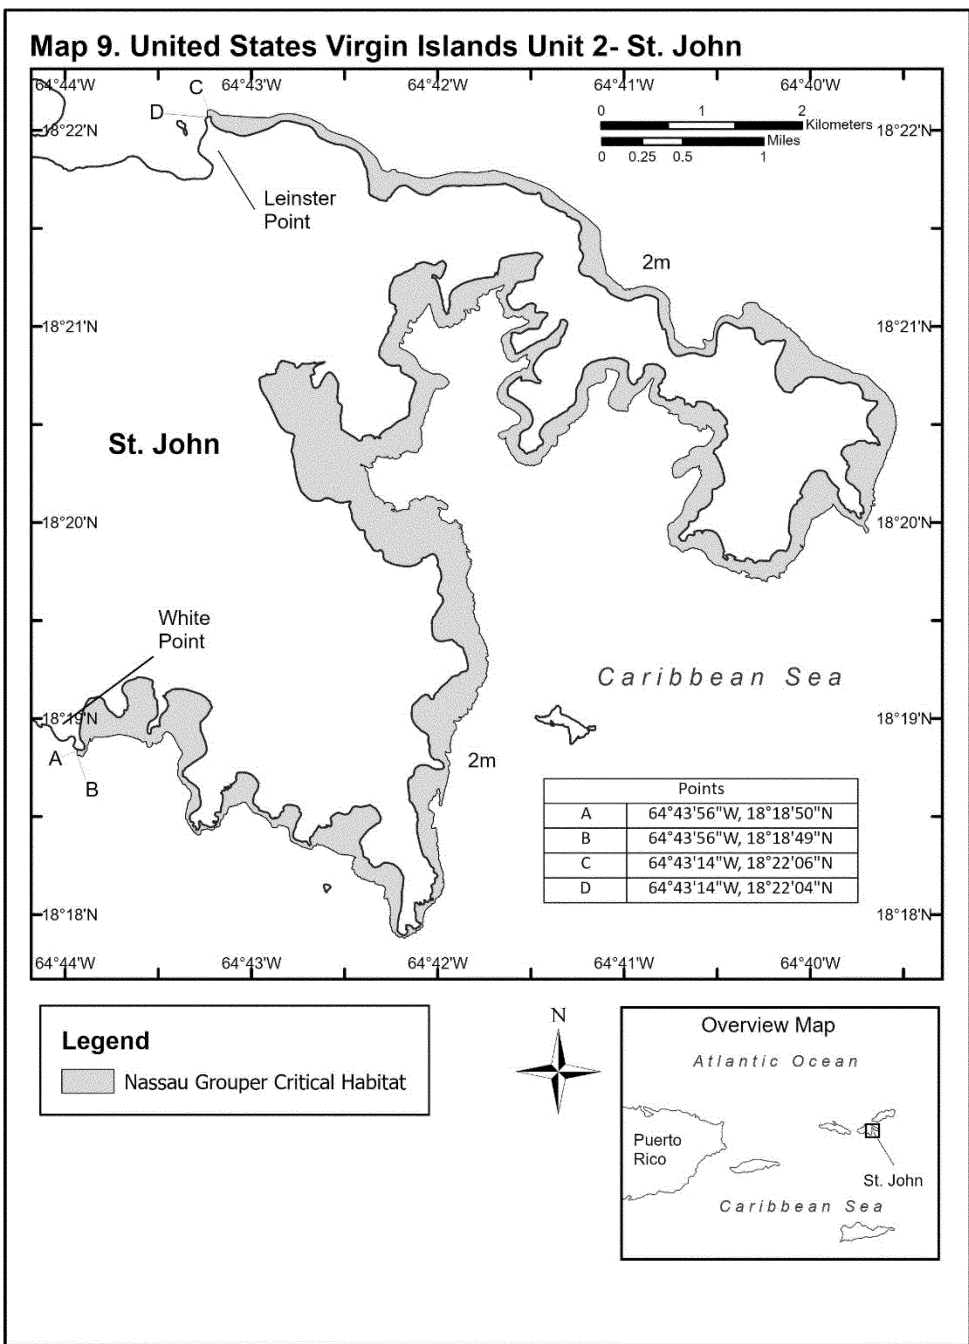 Map 9. United States Virgin Islands Unit 2- St. John
64°44'W 64°43'W 64°42'W 64°41'W 64°40'W
C
D
0 1 2
Kilometers
Miles
0 0.25 0.5 1
18°22'N 18°22'N
Leinster
Point
2m
18°21'N 18°21'N
St. John
18°20'N 18°20'N
White
Point
Caribbean Sea
18°19'N 18°19'N
A
B
2m
Points
A 64°43'56"W, 18°18'50"N
B 64°43'56"W, 18°18'49"N
C 64°43'14"W, 18°22'06"N
D 64°43'14"W, 18°22'04"N
18°18'N 18°18'N
64°44'W 64°43'W 64°42'W 64°41'W 64°40'W
Legend
Nassau Grouper Critical Habitat
N
Overview Map
Atlantic Ocean
Puerto
Rico
St. John
Caribbean Sea